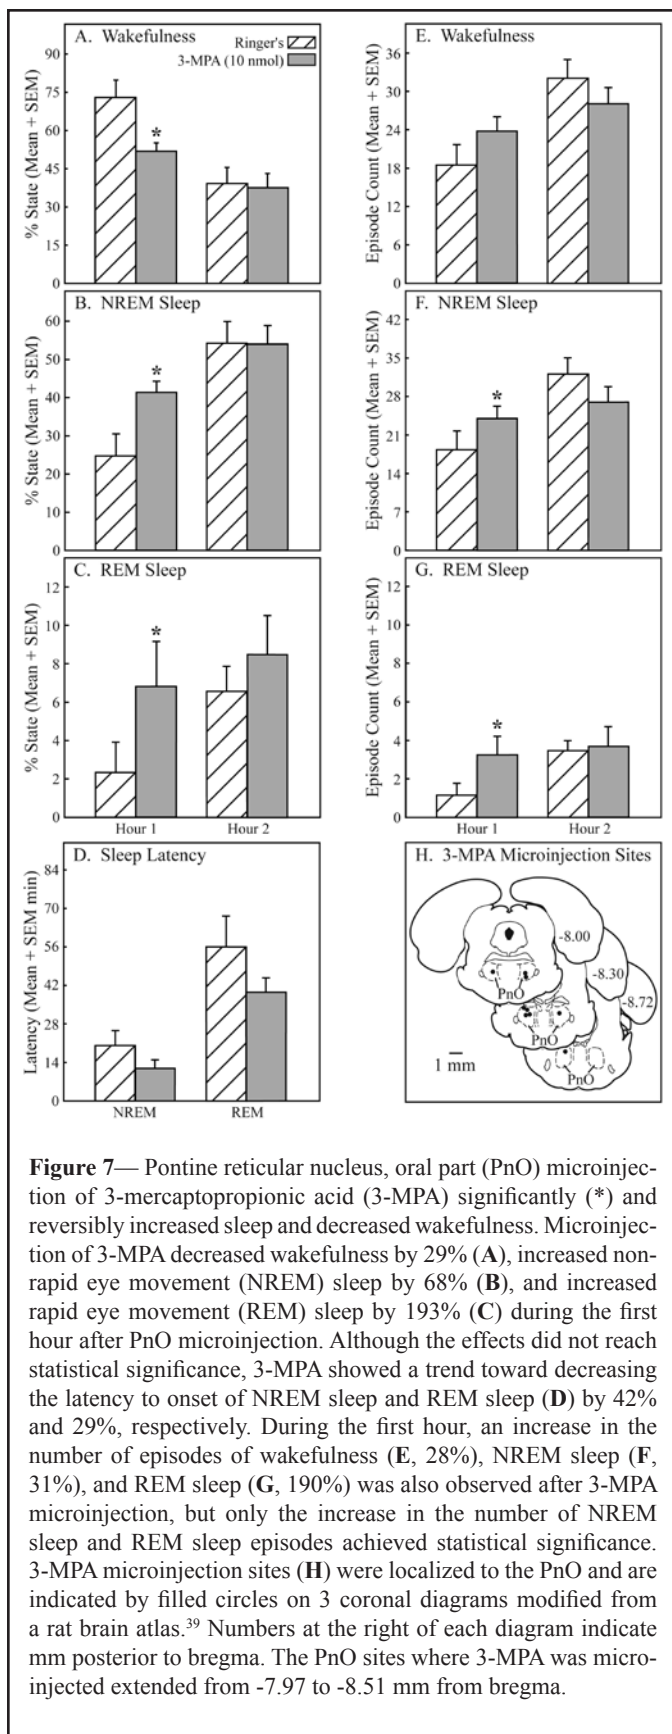 A. Wakefulness
Ringer's
3-MPA (10 nmol)
% State (Mean + SEM)
90
75
60
45
30
15
0
*
E. Wakefulness
Episode Count (Mean + SEM)
36
30
24
18
12
6
0
B. NREM Sleep
% State (Mean + SEM)
60
50
40
30
20
10
0
*
F. NREM Sleep
Episode Count (Mean + SEM)
42
35
28
21
14
7
0
*
C. REM Sleep
% State (Mean + SEM)
12
10
8
6
4
2
0
*
Hour 1
Hour 2
G. REM Sleep
Episode Count (Mean + SEM)
12
10
8
6
4
2
0
*
Hour 1
Hour 2
D. Sleep Latency
Latency (Mean + SEM min)
84
70
56
42
28
14
0
NREM
REM
H. 3-MPA Microinjection Sites
-8.00
PnO
-8.30
PnO
-8.72
PnO
1 mm
Figure 7— Pontine reticular nucleus, oral part (PnO) microinjec-
tion of 3-mercaptopropionic acid (3-MPA) significantly (*) and
reversibly increased sleep and decreased wakefulness. Microinjec-
tion of 3-MPA decreased wakefulness by 29% (A), increased non-
rapid eye movement (NREM) sleep by 68% (B), and increased
rapid eye movement (REM) sleep by 193% (C) during the first
hour after PnO microinjection. Although the effects did not reach
statistical significance, 3-MPA showed a trend toward decreasing
the latency to onset of NREM sleep and REM sleep (D) by 42%
and 29%, respectively. During the first hour, an increase in the
number of episodes of wakefulness (E, 28%), NREM sleep (F,
31%), and REM sleep (G, 190%) was also observed after 3-MPA
microinjection, but only the increase in the number of NREM
sleep and REM sleep episodes achieved statistical significance.
3-MPA microinjection sites (H) were localized to the PnO and are
indicated by filled circles on 3 coronal diagrams modified from
a rat brain atlas.39 Numbers at the right of each diagram indicate
mm posterior to bregma. The PnO sites where 3-MPA was micro-
injected extended from -7.97 to -8.51 mm from bregma.